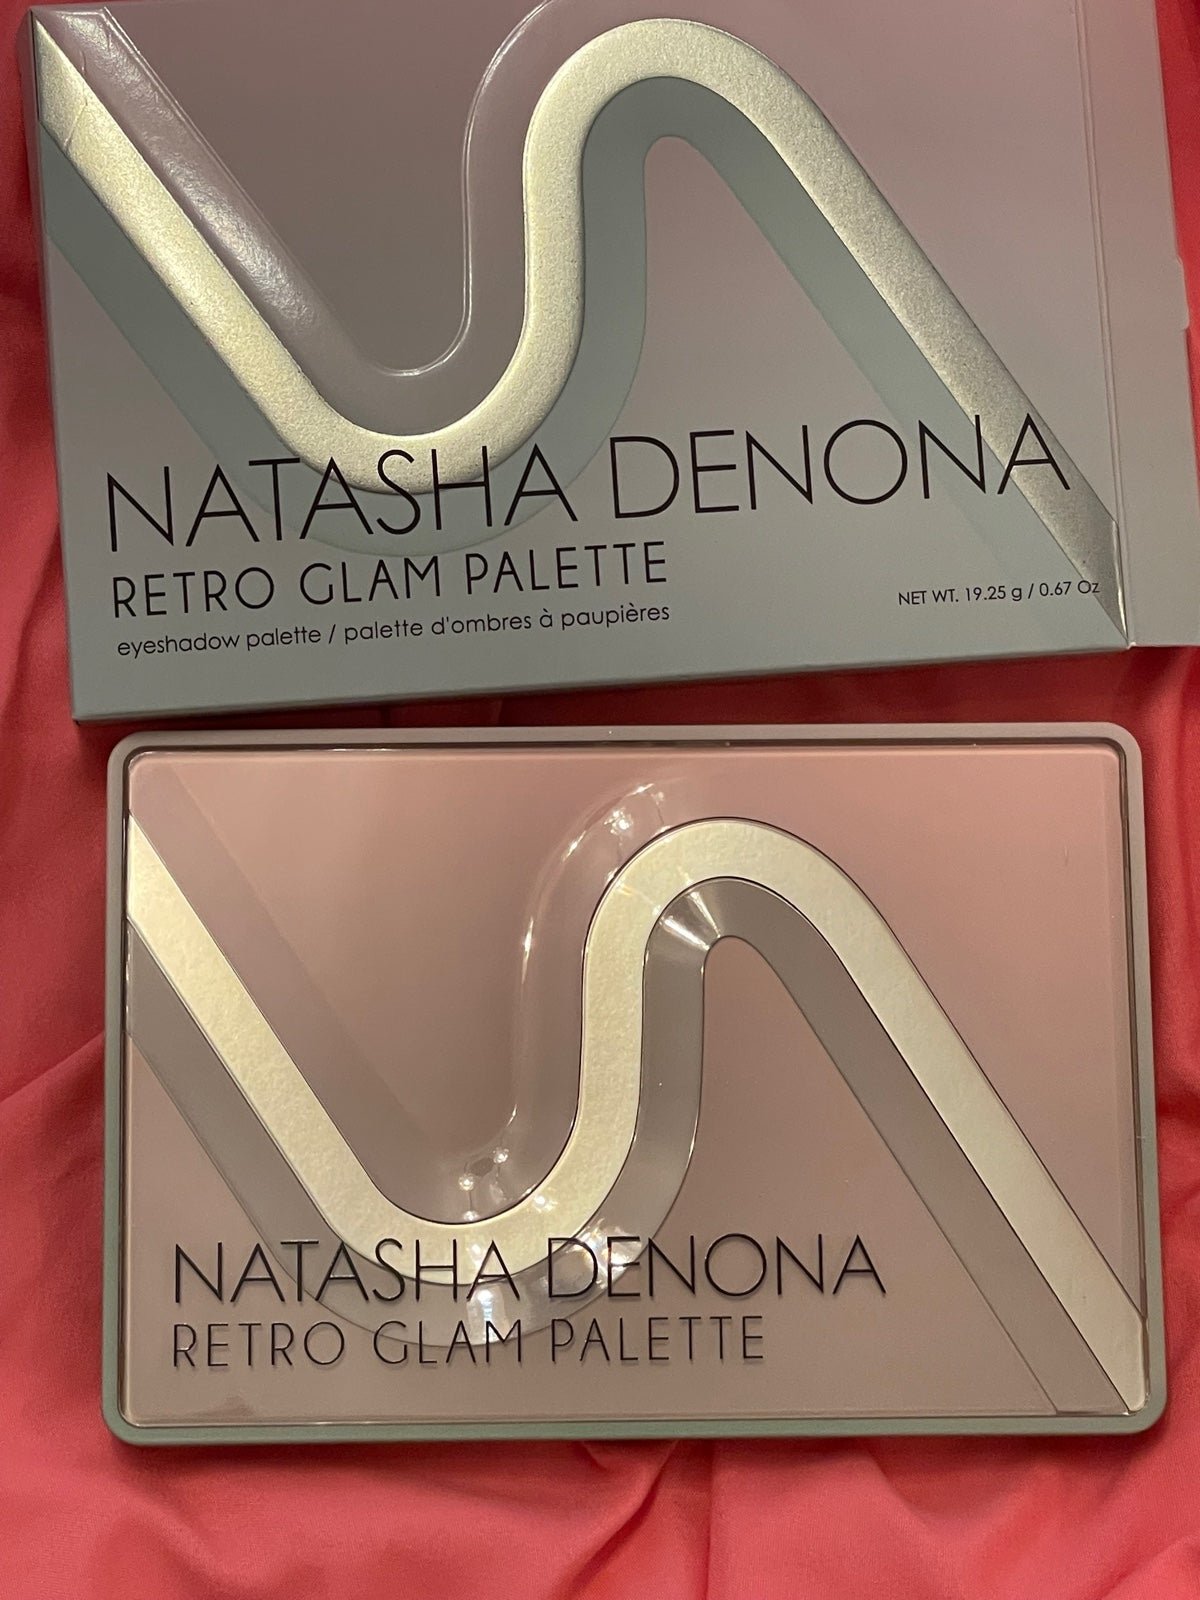 NATASHA DENONA
RETRO GLAM PALETTE
eyeshadow palette / palette d'ombres à paupières
NET WT. 19.25 g / 0.67 Oz
NATASHA DENONA
RETRO GLAM PALETTE